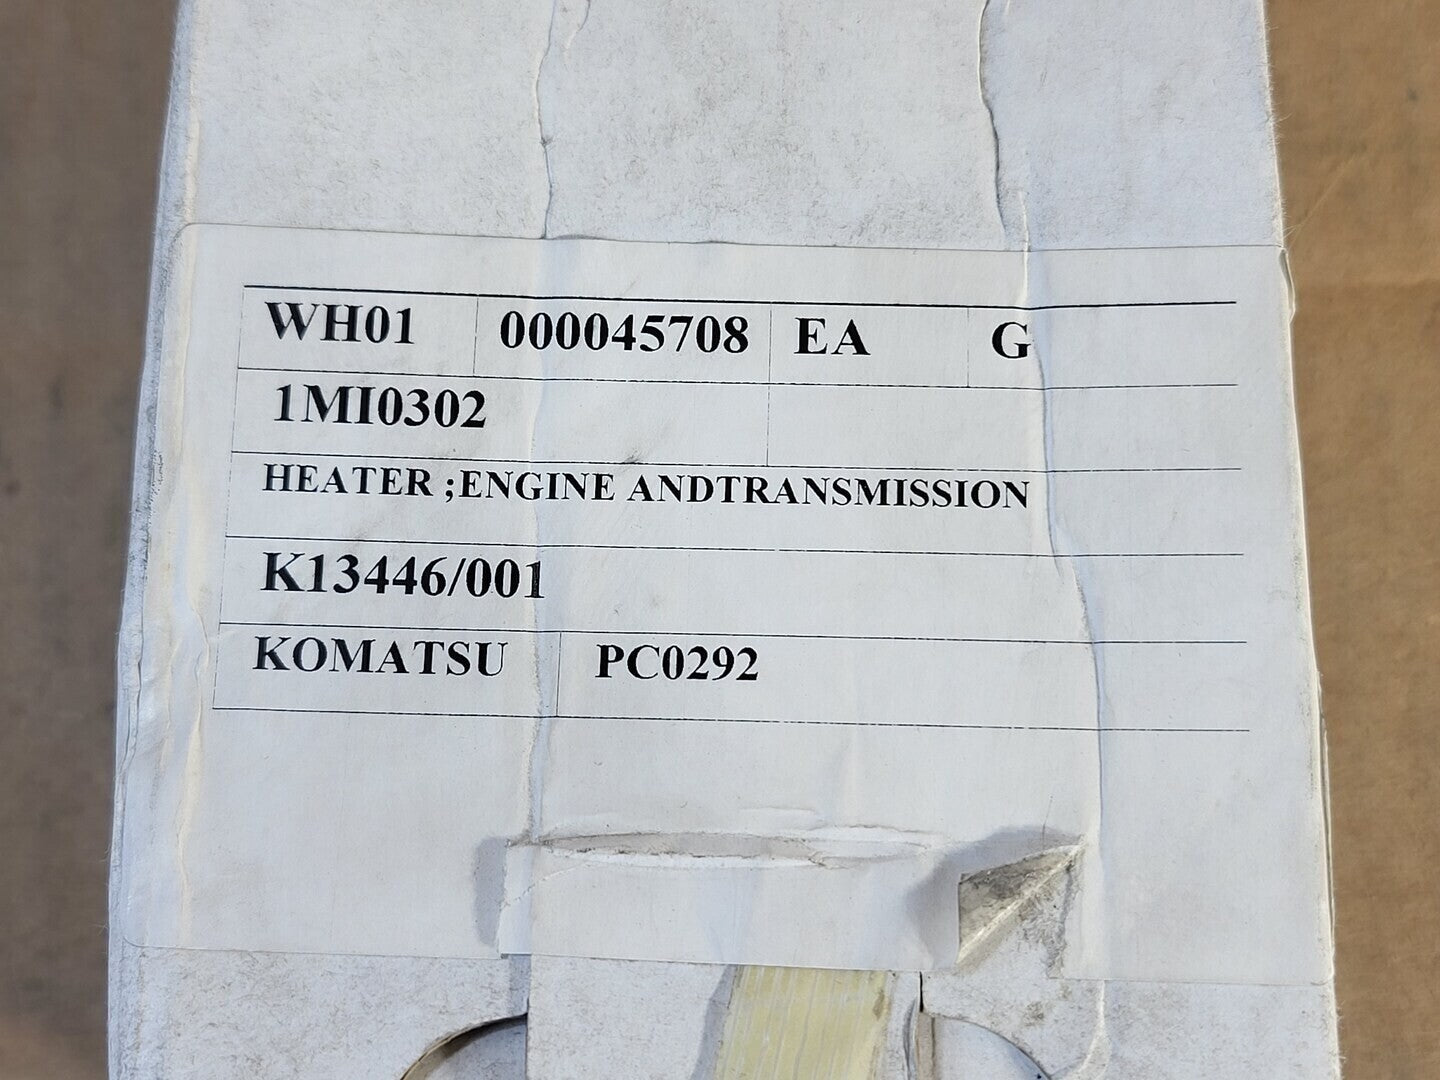 WH01 000045708 EA G
1MI0302
HEATER ;ENGINE ANDTRANSMISSION
K13446/001
KOMATSU PC0292